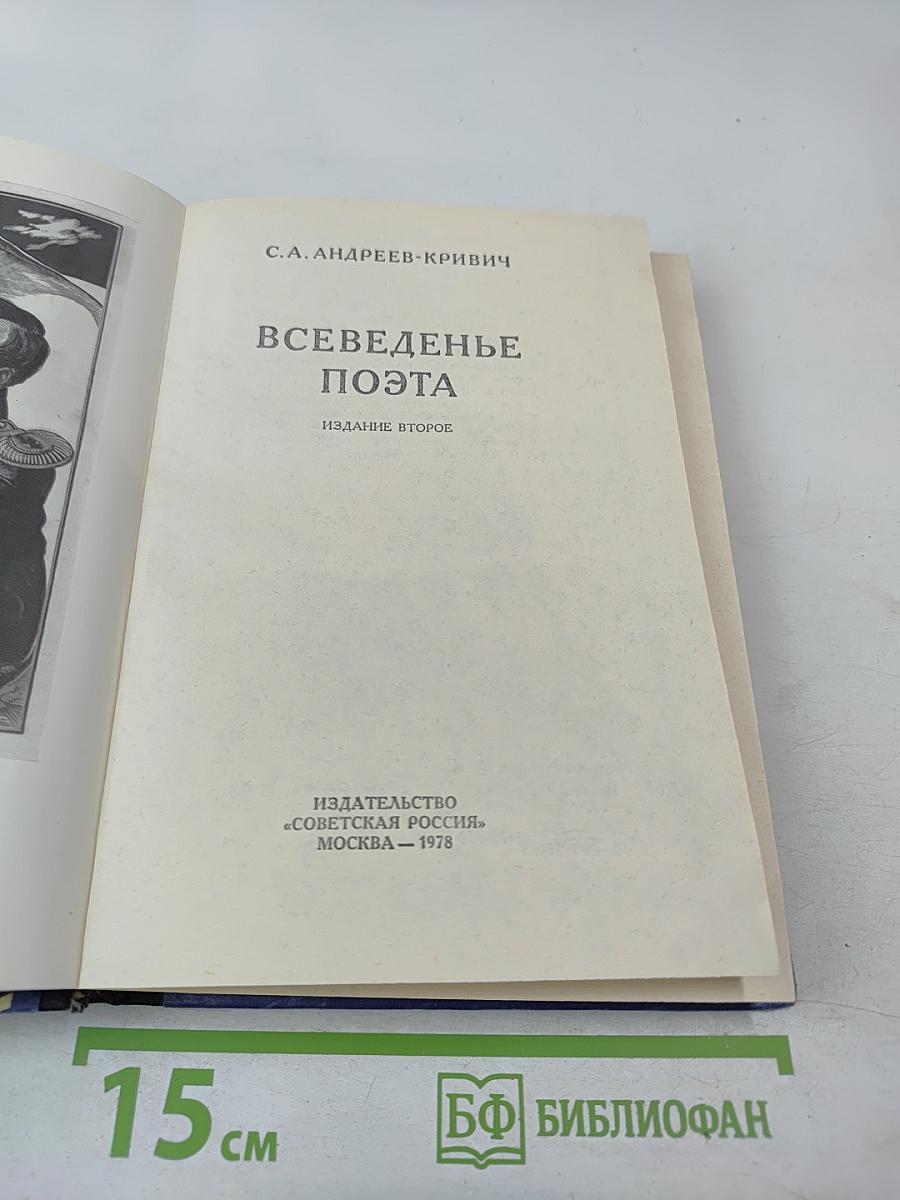 С. А. АНДРЕЕВ-КРИВИЧ
ВСЕВЕДЕНЬЕ
ПОЭТА
ИЗДАНИЕ ВТОРОЕ
ИЗДАТЕЛЬСТВО
«СОВЕТСКАЯ РОССИЯ»
МОСКВА — 1978
15 см
БФ БИБЛИОФАН